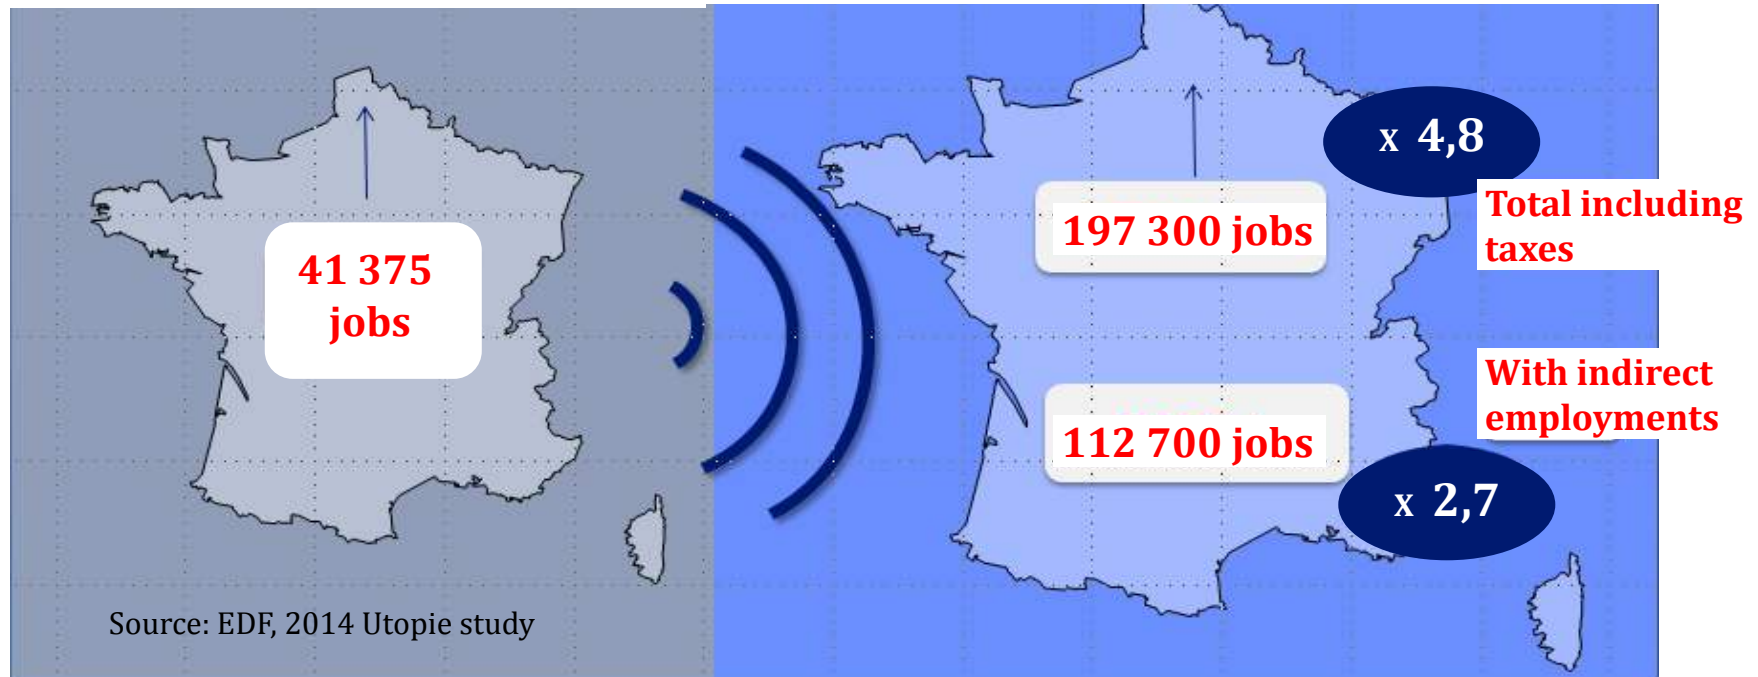 41 375
jobs
Source: EDF, 2014 Utopie study
x 4,8
Total including
taxes
197 300 jobs
With indirect
employments
112 700 jobs
x 2,7